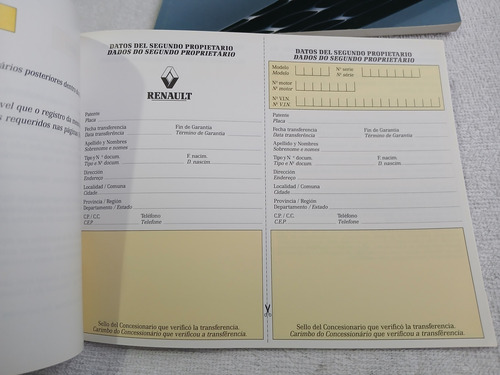 ários posteriores dentro
vel que o registro da
s requeridos nas página
DATOS DEL SEGUNDO PROPIETARIO
DADOS DO SEGUNDO PROPRIETÁRIO
RENAULT
Patente
Placa
Fecha transferencia Fin de Garantía
Data transferência Término de Garantia
Apellido y Nombres
Sobrenome e nomes
Tipo y N° docum. F. nacim.
Tipo e N° docum. D. nascim.
Dirección
Endereço
Localidad / Comuna
Cidade
Provincia / Región
Departamento / Estado
C.P. / C.C. Teléfono
C.E.P. Telefone
Sello del Concesionario que verificó la transferencia.
Carimbo do Concessionário que verificou a transferência.
DATOS DEL SEGUNDO PROPIETARIO
DADOS DO SEGUNDO PROPRIETÁRIO
Modelo N° serie
Modelo N° série
N° motor
N° motor
N° V.I.N.
N° V.I.N.
Patente
Placa
Fecha transferencia Fin de Garantía
Data transferência Término de Garantia
Apellido y Nombres
Sobrenome e nomes
Tipo y N° docum. F. nacim.
Tipo e N° docum. D. nascim.
Dirección
Endereço
Localidad / Comuna
Cidade
Provincia / Región
Departamento / Estado
C.P. / C.C. Teléfono
C.E.P. Telefone
Sello del Concesionario que verificó la transferencia.
Carimbo do Concessionário que verificou a transferência.